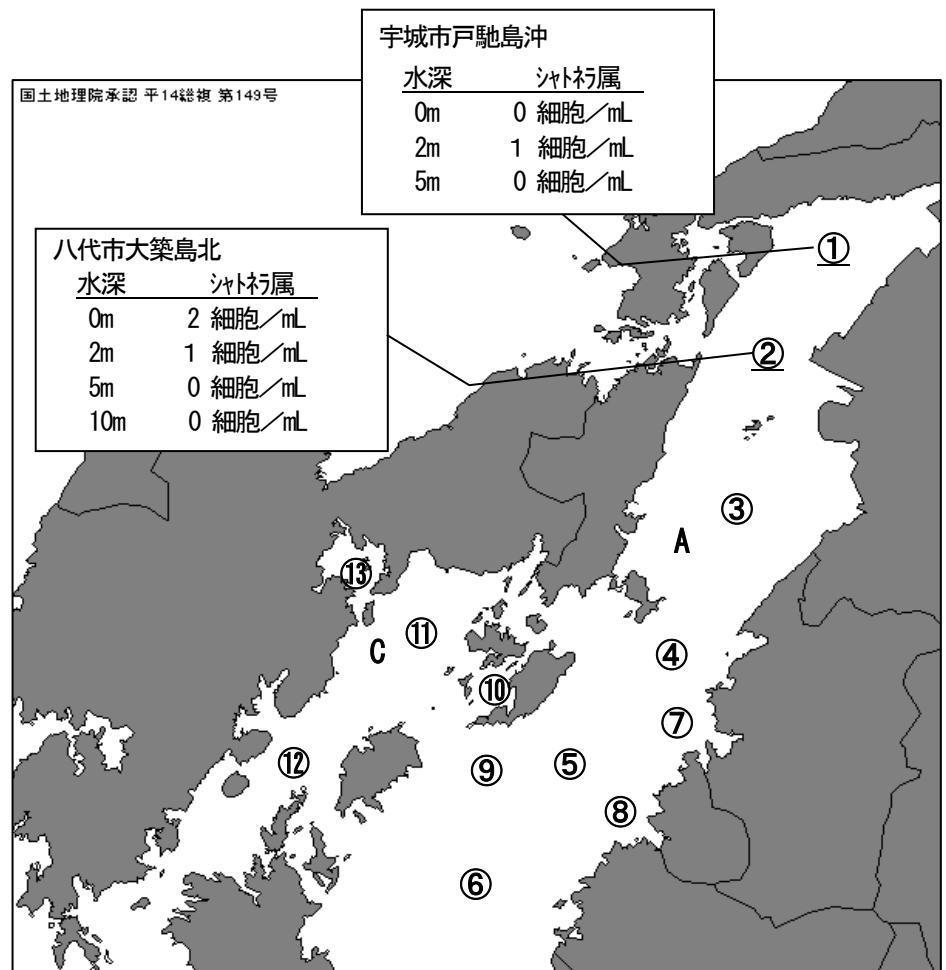 宇城市戸馳島沖
水深 ｼｬﾄﾈﾗ属
0m 0 細胞／mL
2m 1 細胞／mL
5m 0 細胞／mL
国土地理院承認 平14総複 第149号
八代市大築島北
水深 ｼｬﾄﾈﾗ属
0m 2 細胞／mL
2m 1 細胞／mL
5m 0 細胞／mL
10m 0 細胞／mL
①
②
③
A
⑬
⑪
C
④
⑩
⑦
⑫
⑨
⑤
⑧
⑥